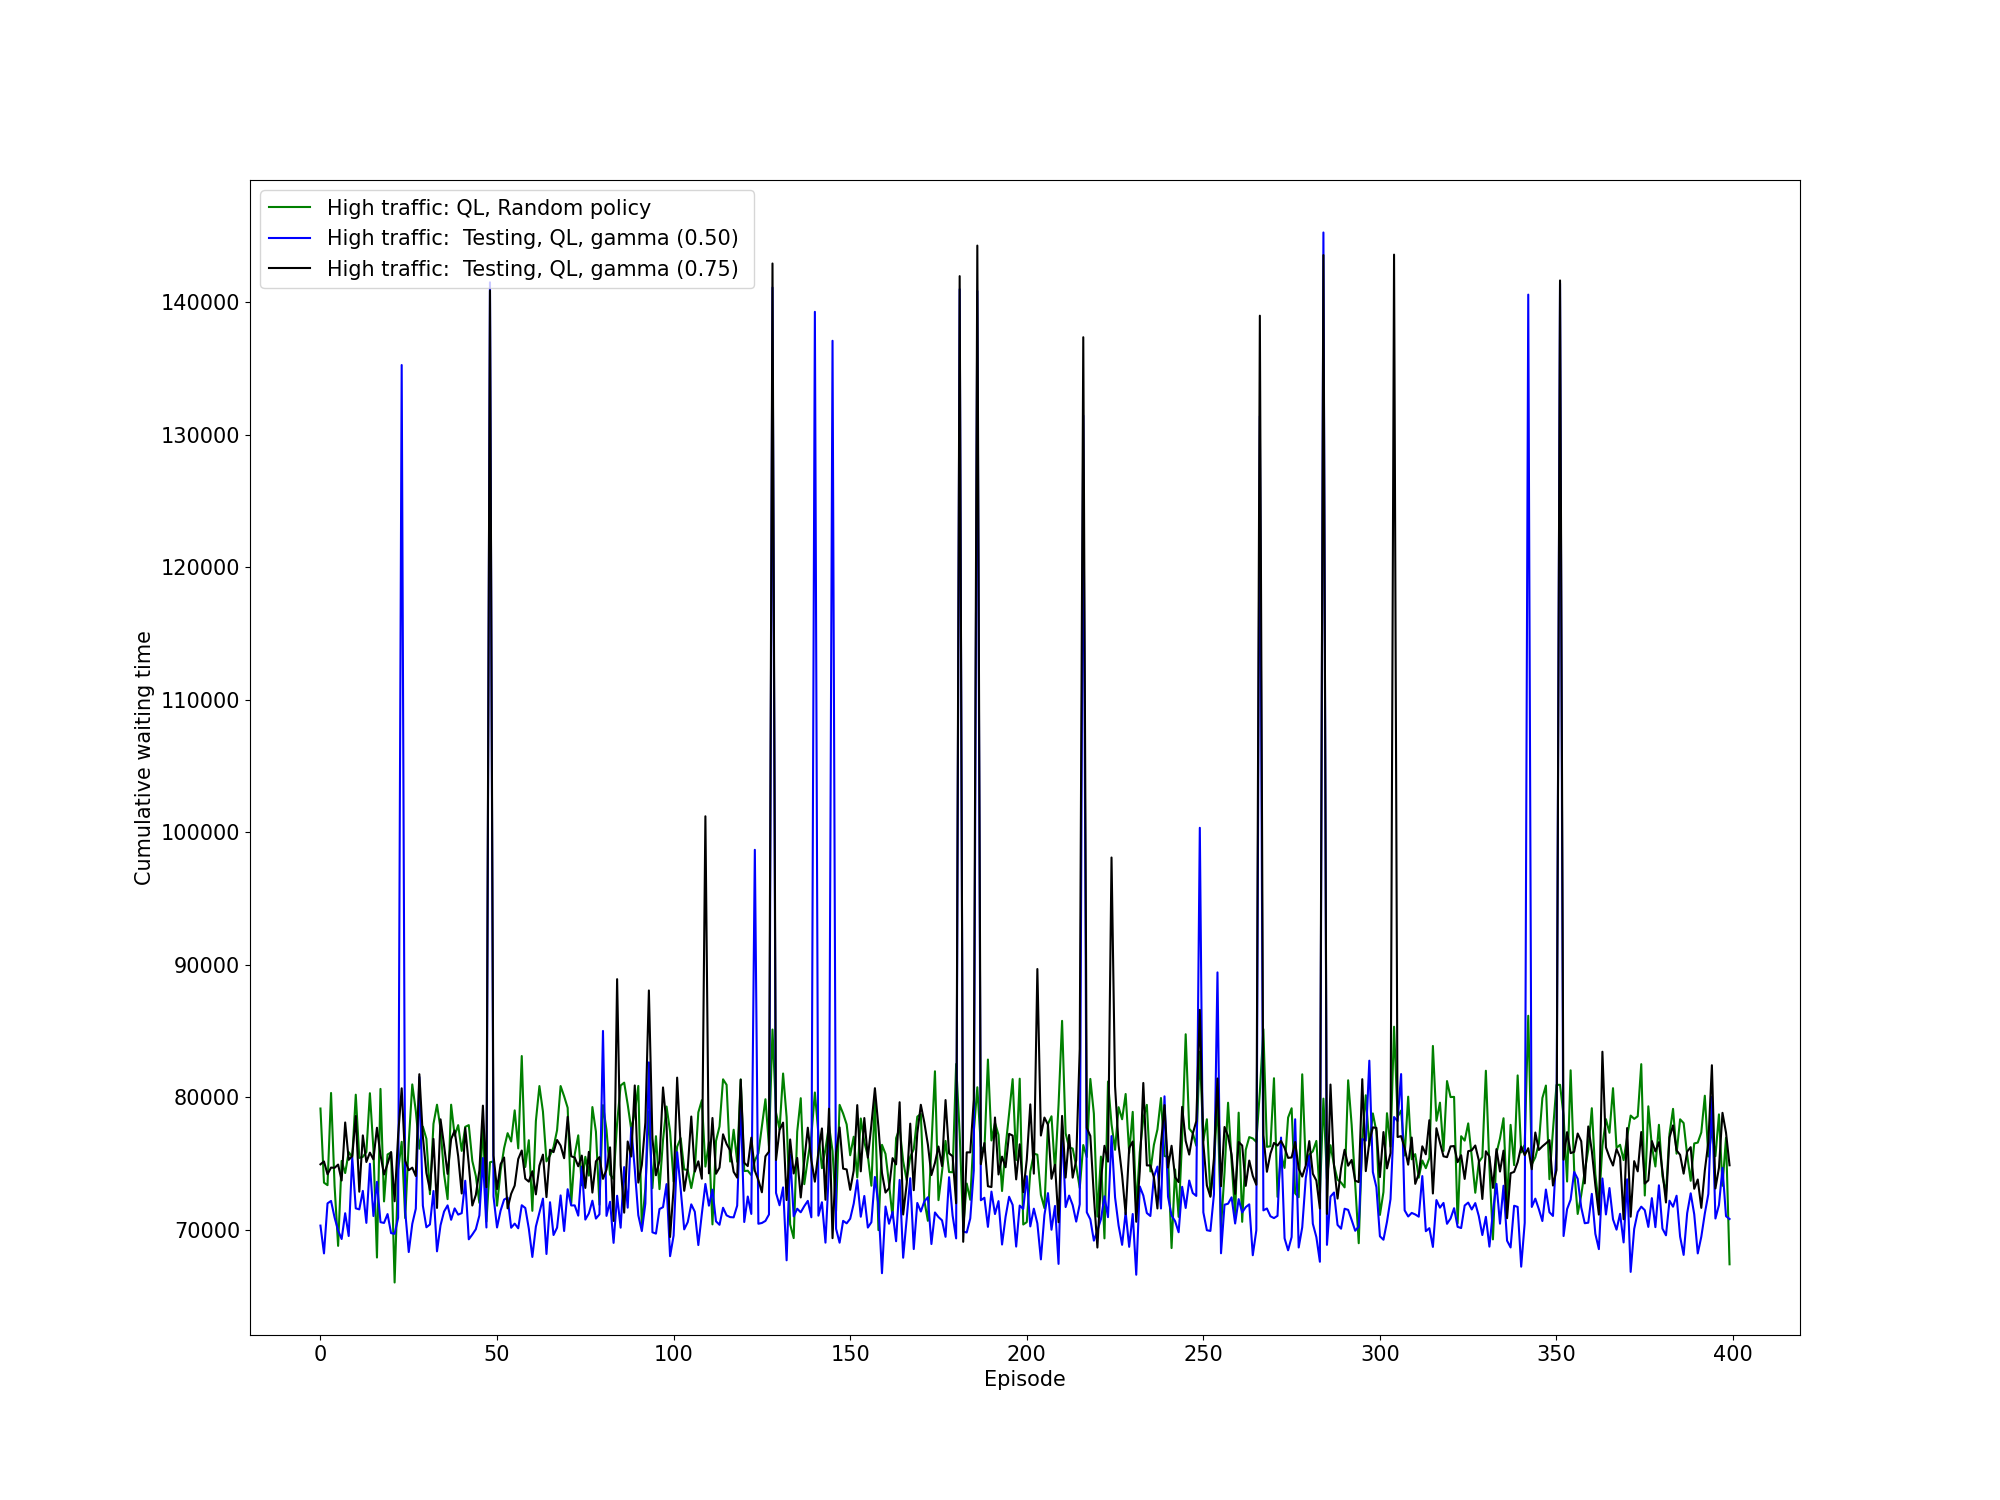 High traffic: QL, Random policy
High traffic:  Testing, QL, gamma (0.50)
High traffic:  Testing, QL, gamma (0.75)
140000
130000
120000
110000
100000
90000
80000
70000
Cumulative waiting time
0 50 100 150 200 250 300 350 400
Episode